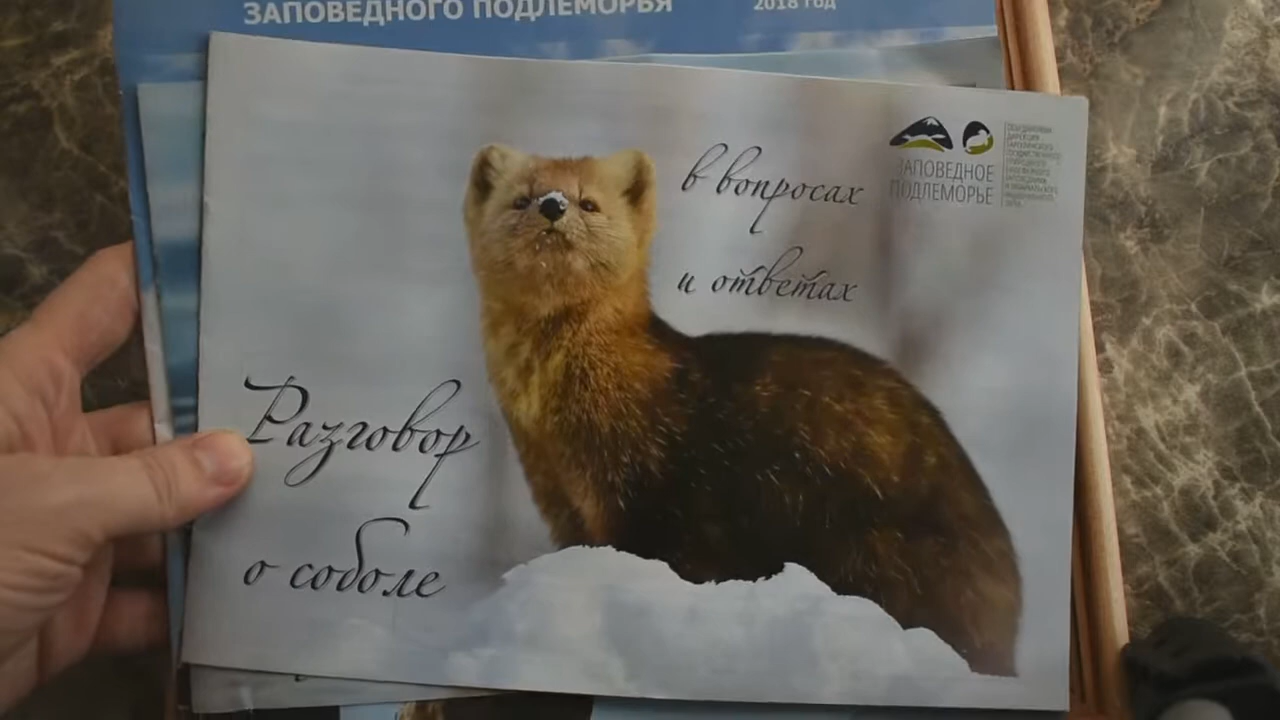 ЗАПОВЕДНОГО ПОДЛЕМОРЬЯ
2018 год
в вопросах
и ответах
ЗАПОВЕДНОЕ
ПОДЛЕМОРЬЕ
Разговор
о соболе